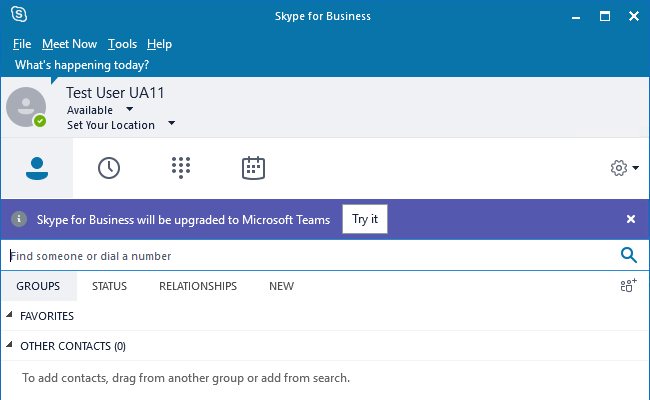 Skype for Business
File Meet Now Tools Help
What's happening today?
Test User UA11
Available
Set Your Location
Skype for Business will be upgraded to Microsoft Teams Try it
Find someone or dial a number
GROUPS STATUS RELATIONSHIPS NEW
FAVORITES
OTHER CONTACTS (0)
To add contacts, drag from another group or add from search.